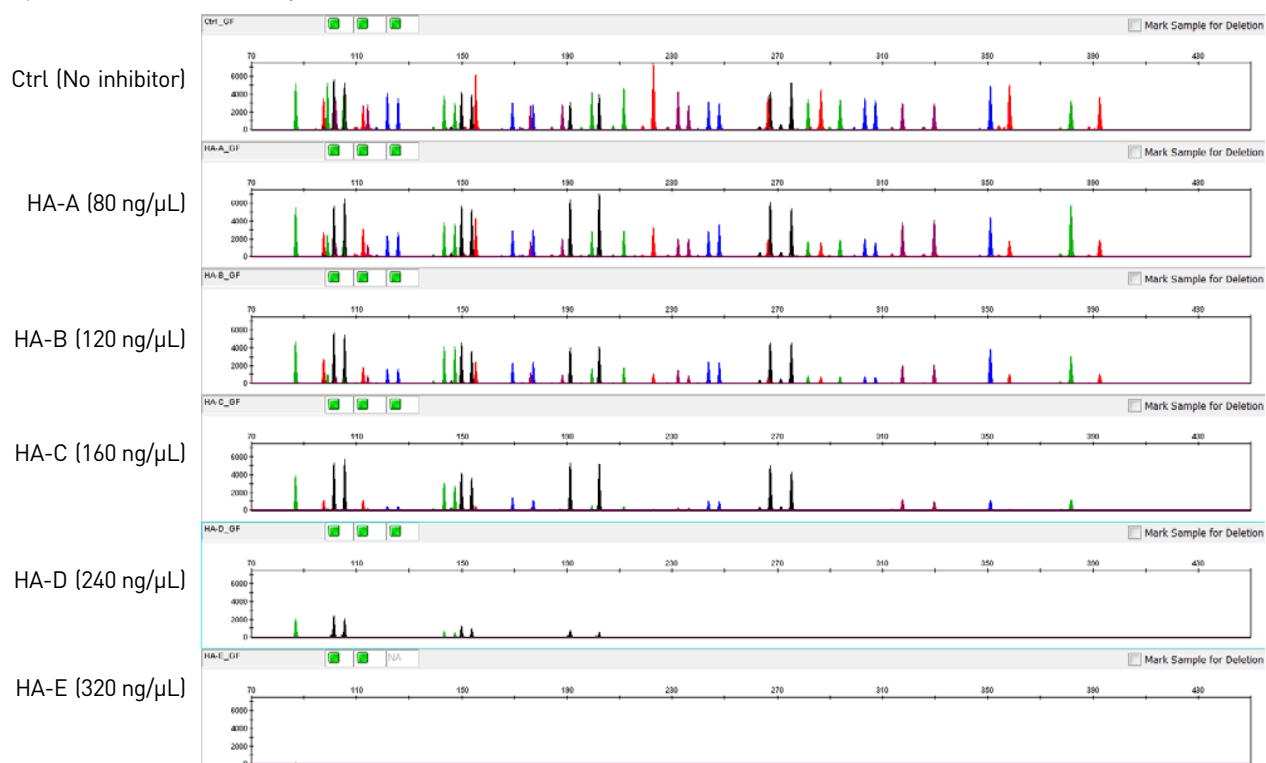 Ctrl_GF Mark Sample for Deletion
Ctrl (No inhibitor)
70 110 150 190 230 270 310 350 390 430
6000
4000
2000
0
HA-A_GF Mark Sample for Deletion
HA-A (80 ng/µL)
70 110 150 190 230 270 310 350 390 430
6000
4000
2000
0
HA-B_GF Mark Sample for Deletion
HA-B (120 ng/µL)
70 110 150 190 230 270 310 350 390 430
6000
4000
2000
0
HA-C_GF Mark Sample for Deletion
HA-C (160 ng/µL)
70 110 150 190 230 270 310 350 390 430
6000
4000
2000
0
HA-D_GF Mark Sample for Deletion
HA-D (240 ng/µL)
70 110 150 190 230 270 310 350 390 430
6000
4000
2000
0
HA-E_GF NA Mark Sample for Deletion
HA-E (320 ng/µL)
70 110 150 190 230 270 310 350 390 430
6000
4000
2000
0